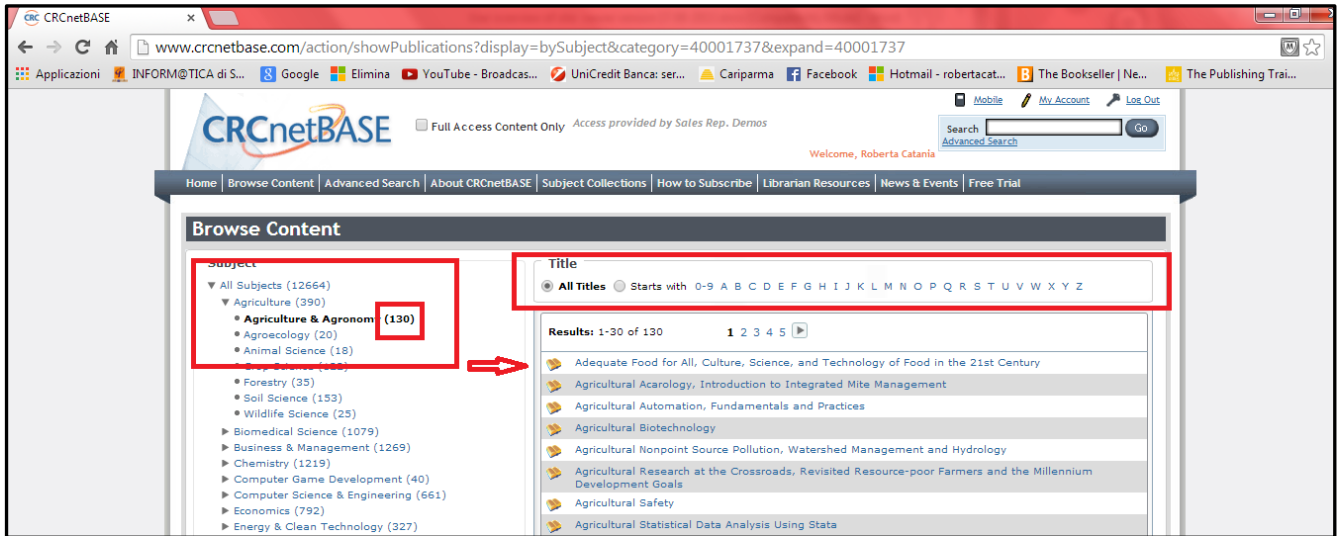 CRC CRCnetBASE
www.crcnetbase.com/action/showPublications?display=bySubject&category=40001737&expand=40001737
Applicazioni INFORM@TICA di S... Google Elimina YouTube - Broadcas... UniCredit Banca: ser... Cariparma Facebook Hotmail - robertacat... The Bookseller | Ne... The Publishing Trai...
Mobile My Account Log Out
CRCnetBASE Full Access Content Only Access provided by Sales Rep. Demos
Search Go
Advanced Search
Welcome, Roberta Catania
Home | Browse Content | Advanced Search | About CRCnetBASE | Subject Collections | How to Subscribe | Librarian Resources | News & Events | Free Trial
Browse Content
Subject
All Subjects (12664)
Agriculture (390)
Agriculture & Agronomy (130)
Agroecology (20)
Animal Science (18)
Crop Science
Forestry (35)
Soil Science (153)
Wildlife Science (25)
Biomedical Science (1079)
Business & Management (1269)
Chemistry (1219)
Computer Game Development (40)
Computer Science & Engineering (661)
Economics (792)
Energy & Clean Technology (327)
Title
All Titles Starts with 0-9 A B C D E F G H I J K L M N O P Q R S T U V W X Y Z
Results: 1-30 of 130 1 2 3 4 5
Adequate Food for All, Culture, Science, and Technology of Food in the 21st Century
Agricultural Acarology, Introduction to Integrated Mite Management
Agricultural Automation, Fundamentals and Practices
Agricultural Biotechnology
Agricultural Nonpoint Source Pollution, Watershed Management and Hydrology
Agricultural Research at the Crossroads, Revisited Resource-poor Farmers and the Millennium
Development Goals
Agricultural Safety
Agricultural Statistical Data Analysis Using Stata